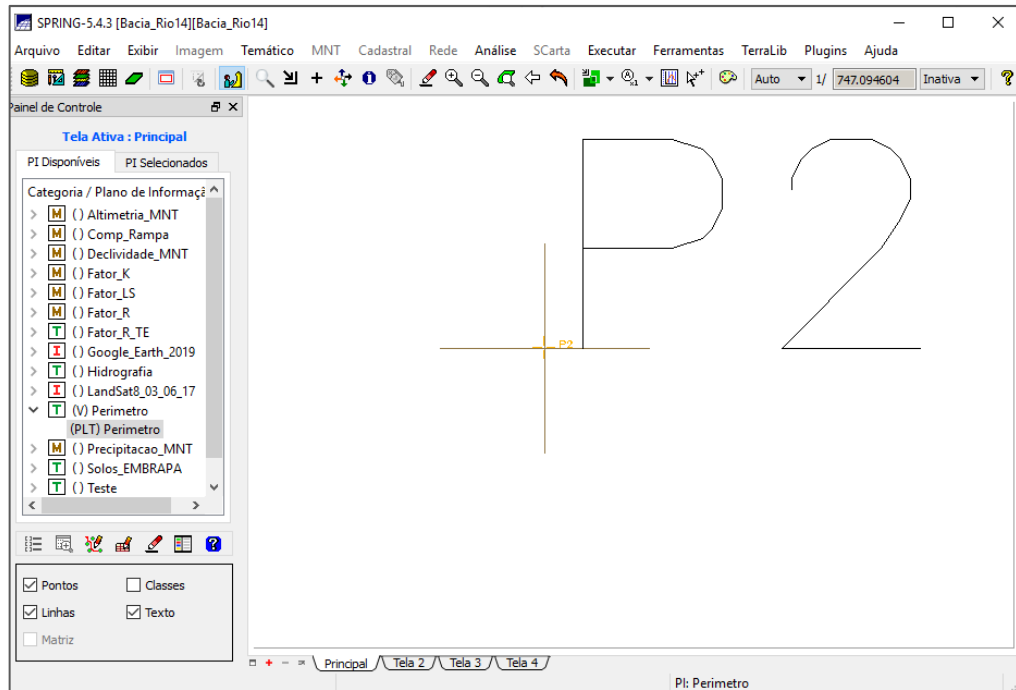 SPRING-5.4.3 [Bacia_Rio14][Bacia_Rio14]
Arquivo Editar Exibir Imagem Temático MNT Cadastral Rede Análise SCarta Executar Ferramentas TerraLib Plugins Ajuda
Auto 1/ 747.094604 Inativa
Painel de Controle
Tela Ativa : Principal
PI Disponíveis PI Selecionados
Categoria / Plano de Informaçã
M ( ) Altimetria_MNT
M ( ) Comp_Rampa
M ( ) Declividade_MNT
M ( ) Fator_K
M ( ) Fator_LS
M ( ) Fator_R
T ( ) Fator_R_TE
I ( ) Google_Earth_2019
T ( ) Hidrografia
I ( ) LandSat8_03_06_17
T (V) Perimetro
(PLT) Perimetro
M ( ) Precipitacao_MNT
T ( ) Solos_EMBRAPA
T ( ) Teste
Pontos Classes
Linhas Texto
Matriz
P2
P2
Principal Tela 2 Tela 3 Tela 4
PI: Perimetro